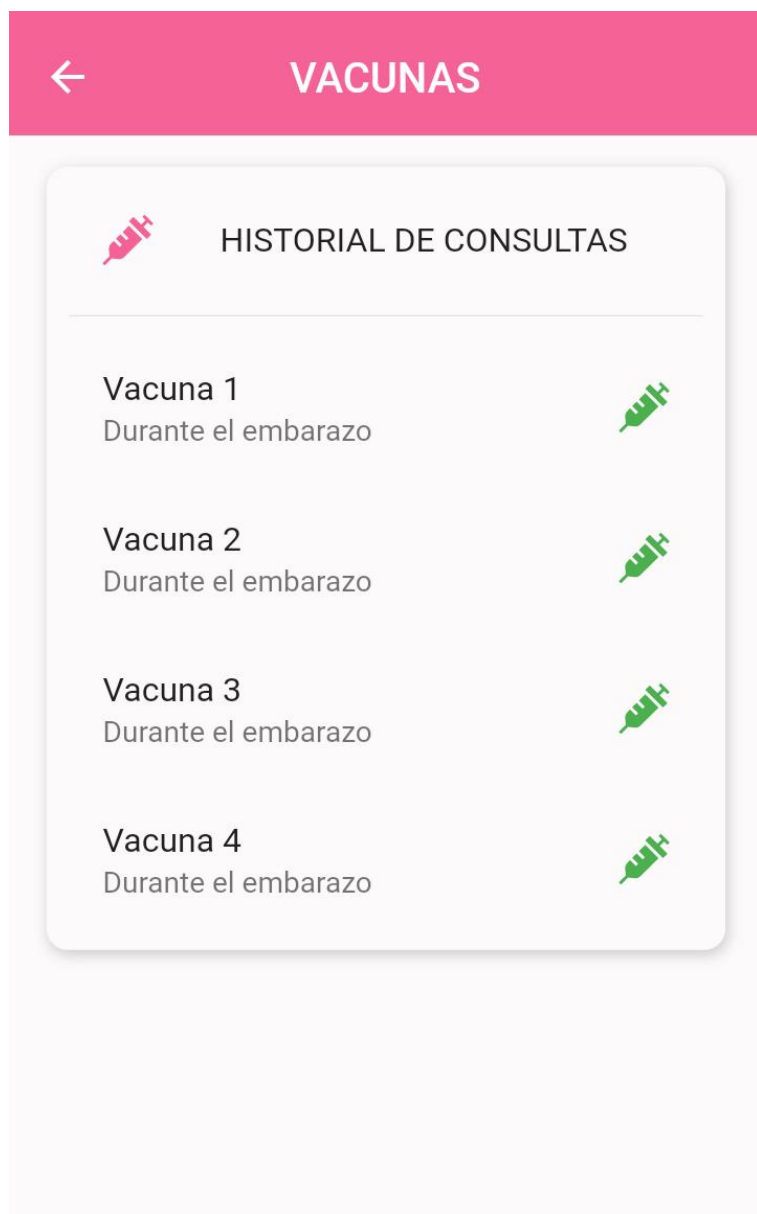 VACUNAS
HISTORIAL DE CONSULTAS
Vacuna 1
Durante el embarazo
Vacuna 2
Durante el embarazo
Vacuna 3
Durante el embarazo
Vacuna 4
Durante el embarazo